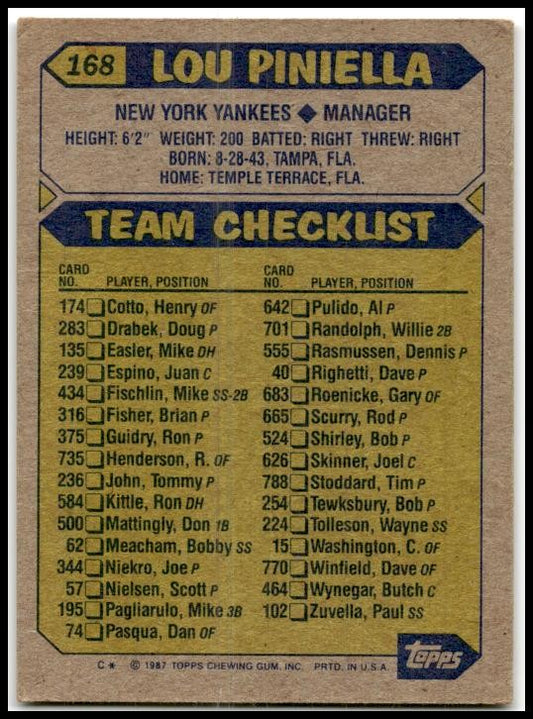 168 LOU PINIELLA
NEW YORK YANKEES ◆ MANAGER
HEIGHT: 6'2" WEIGHT: 200 BATTED: RIGHT THREW: RIGHT
BORN: 8-28-43, TAMPA, FLA.
HOME: TEMPLE TERRACE, FLA.
TEAM CHECKLIST
CARD
NO. PLAYER, POSITION
174 Cotto, Henry OF
283 Drabek, Doug P
135 Easler, Mike DH
239 Espino, Juan C
434 Fischlin, Mike SS-2B
316 Fisher, Brian P
375 Guidry, Ron P
735 Henderson, R. OF
236 John, Tommy P
584 Kittle, Ron DH
500 Mattingly, Don 1B
62 Meacham, Bobby SS
344 Niekro, Joe P
57 Nielsen, Scott P
195 Pagliarulo, Mike 3B
74 Pasqua, Dan OF
CARD
NO. PLAYER, POSITION
642 Pulido, Al P
701 Randolph, Willie 2B
555 Rasmussen, Dennis P
40 Righetti, Dave P
683 Roenicke, Gary OF
665 Scurry, Rod P
524 Shirley, Bob P
626 Skinner, Joel C
788 Stoddard, Tim P
254 Tewksbury, Bob P
224 Tolleson, Wayne SS
15 Washington, C. OF
770 Winfield, Dave OF
464 Wynegar, Butch C
102 Zuvella, Paul SS
C* © 1987 TOPPS CHEWING GUM, INC. PRTD. IN U.S.A.
Topps